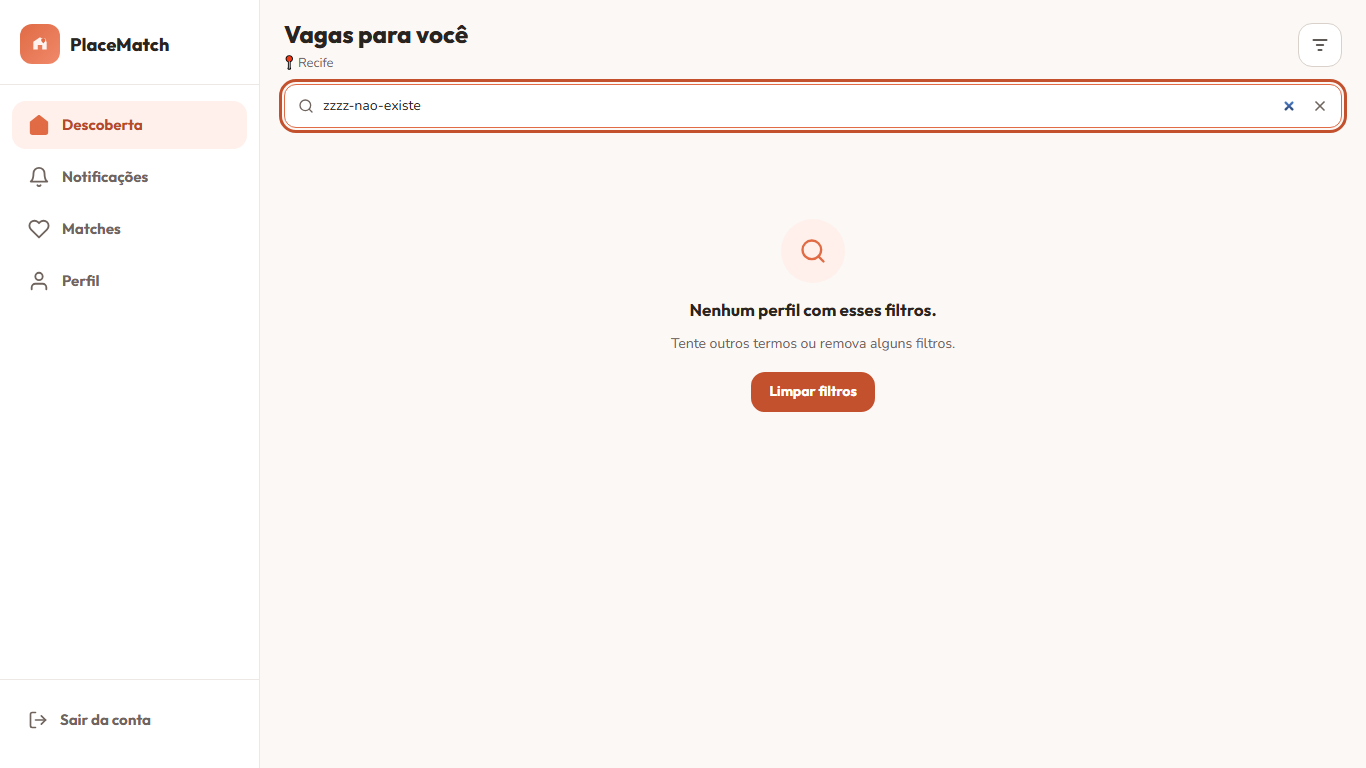 PlaceMatch
Descoberta
Notificações
Matches
Perfil
Sair da conta
Vagas para você
Recife
zzzz-nao-existe
Nenhum perfil com esses filtros.
Tente outros termos ou remova alguns filtros.
Limpar filtros